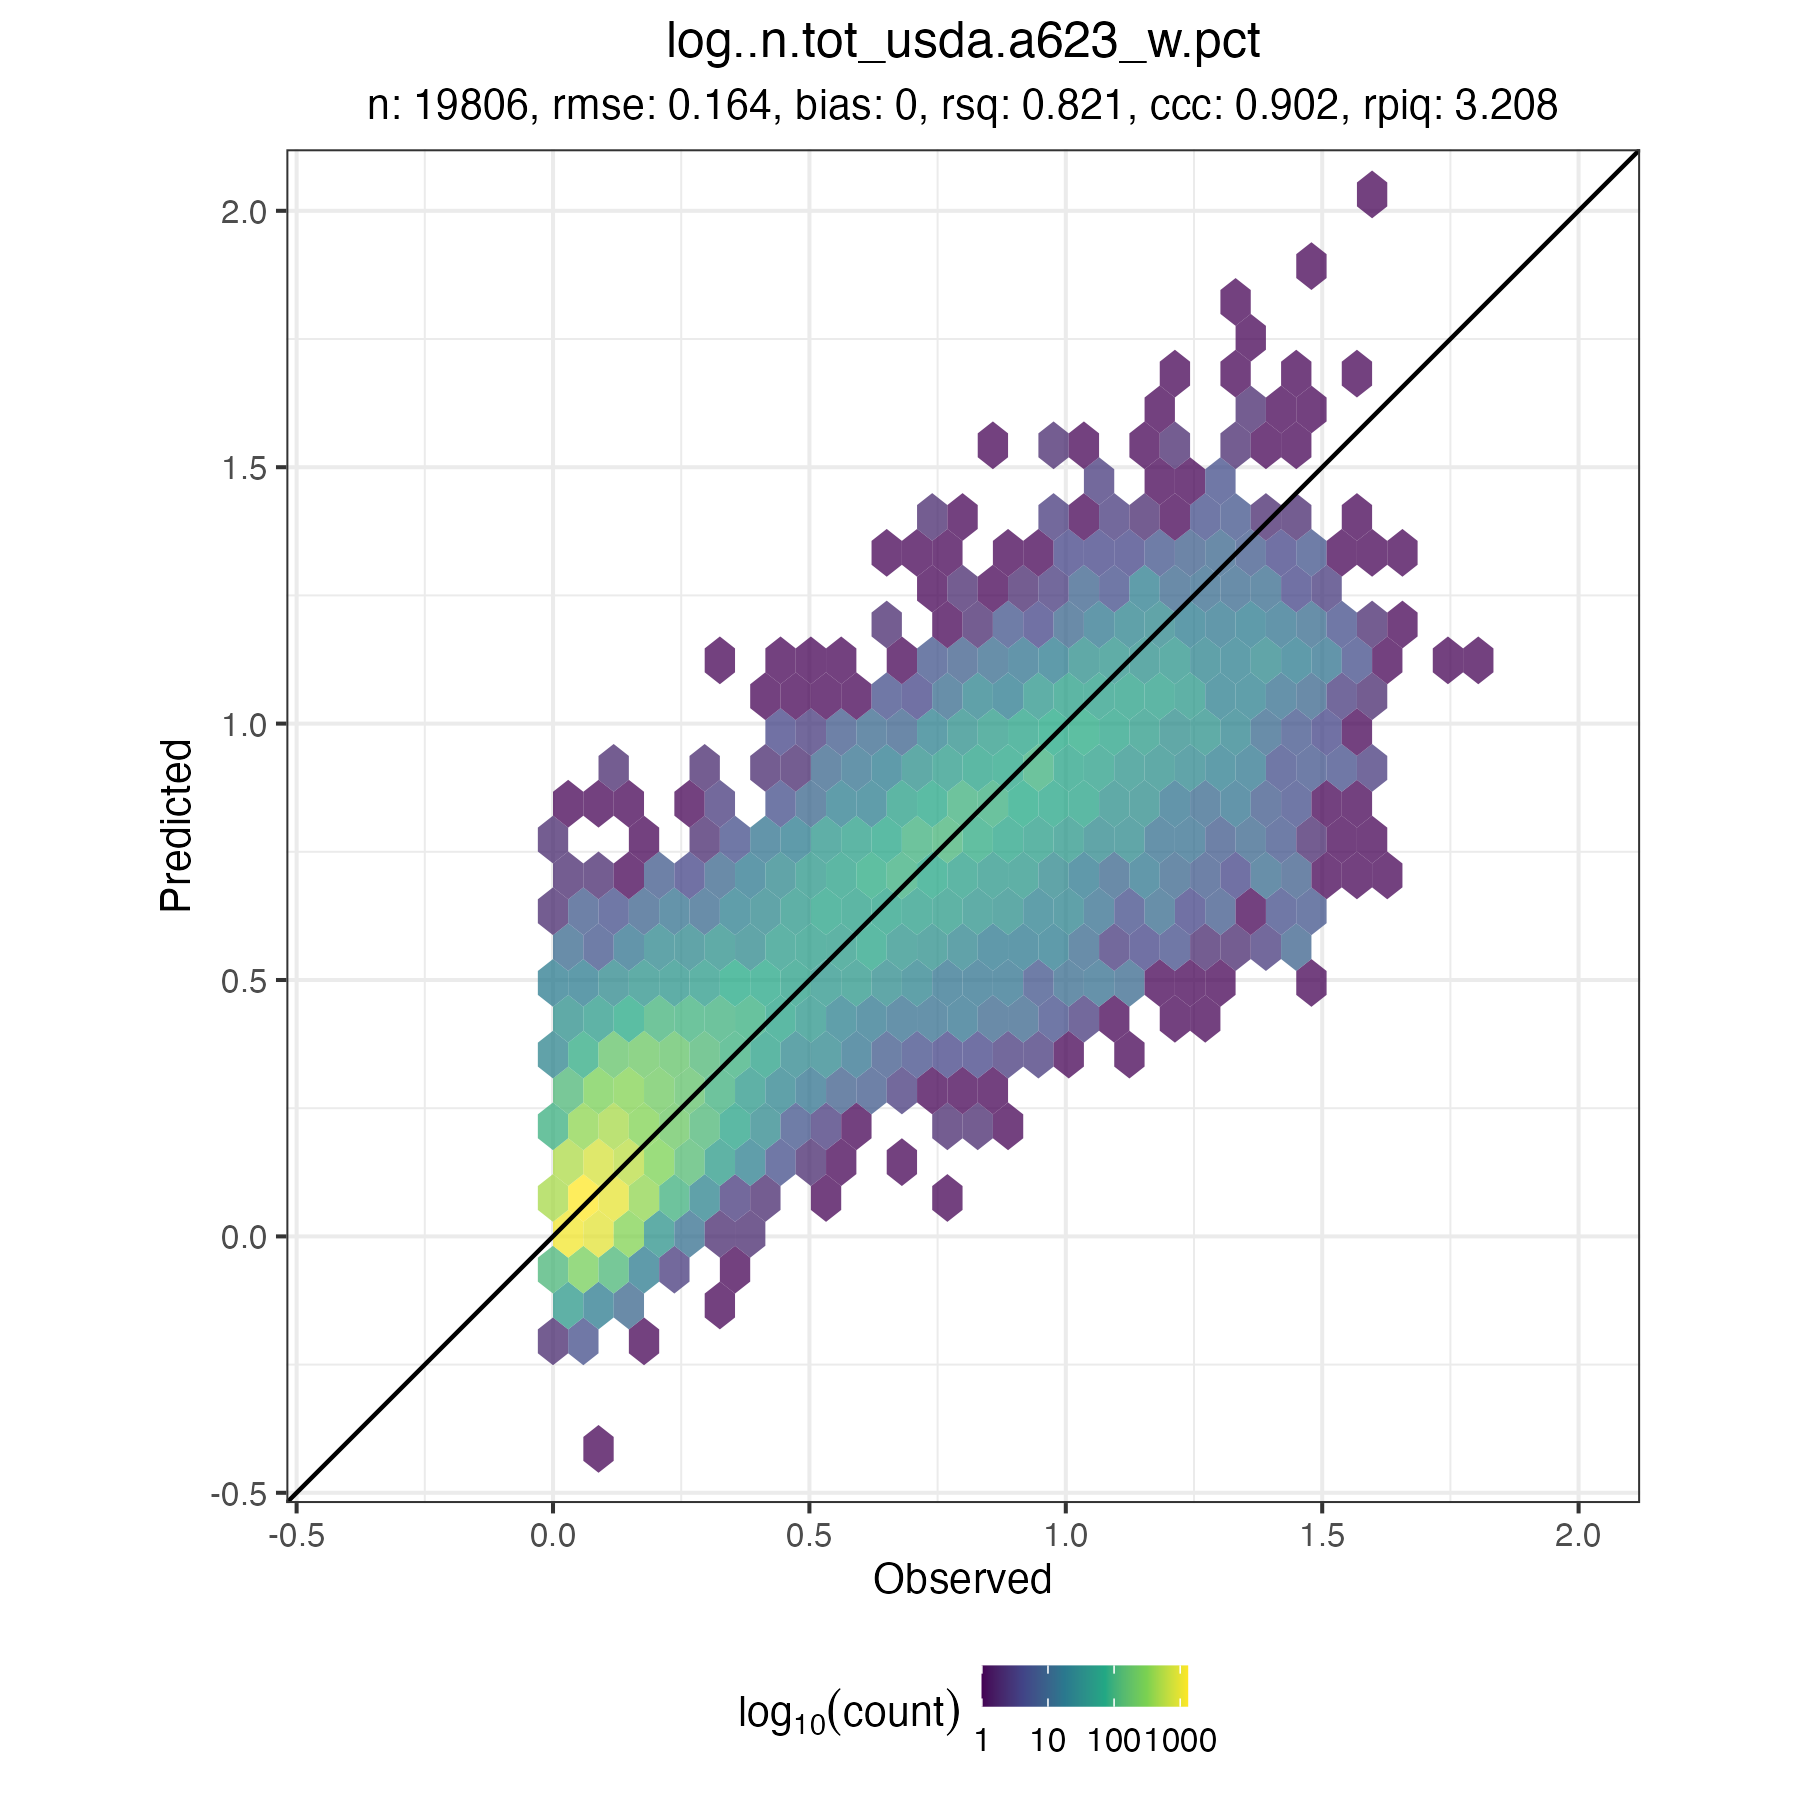 log..n.tot_usda.a623_w.pct
n: 19806, rmse: 0.164, bias: 0, rsq: 0.821, ccc: 0.902, rpiq: 3.208
2.0
1.5
1.0
0.5
0.0
-0.5
Predicted
-0.5 0.0 0.5 1.0 1.5 2.0
Observed
log10(count)
1 10 100 1000